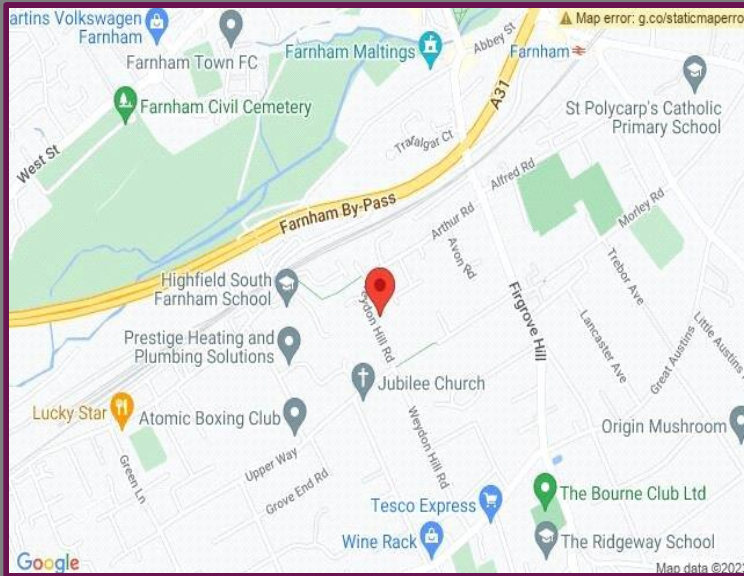 artins Volkswagen
Farnham
Farnham Town FC
Farnham Maltings
Abbey St
Farnham
Map error: g.co/staticmaperro
Farnham Civil Cemetery
A31
St Polycarp's Catholic
Primary School
West St
Trafalgar Ct
Alfred Rd
Farnham By-Pass
Arthur Rd
Morley Rd
Avon Rd
Trebor Ave
Highfield South
Farnham School
Firgrove Hill
Weydon Hill Rd
Little Austins
Prestige Heating and
Plumbing Solutions
Lancaster Ave
Great Austins
Jubilee Church
Lucky Star
Atomic Boxing Club
Weydon Hill Rd
Origin Mushroom
Green Ln
Upper Way
Grove End Rd
Tesco Express
The Bourne Club Ltd
Wine Rack
The Ridgeway School
Google
Map data ©202